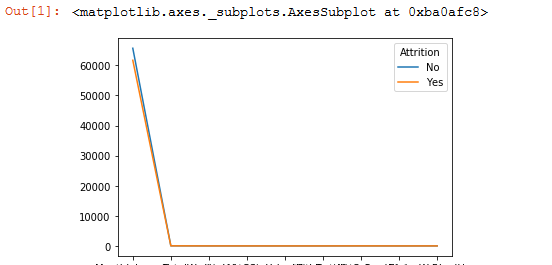 Out[1]: <matplotlib.axes._subplots.AxesSubplot at 0xba0afc8>
Attrition
No
Yes
60000
50000
40000
30000
20000
10000
0